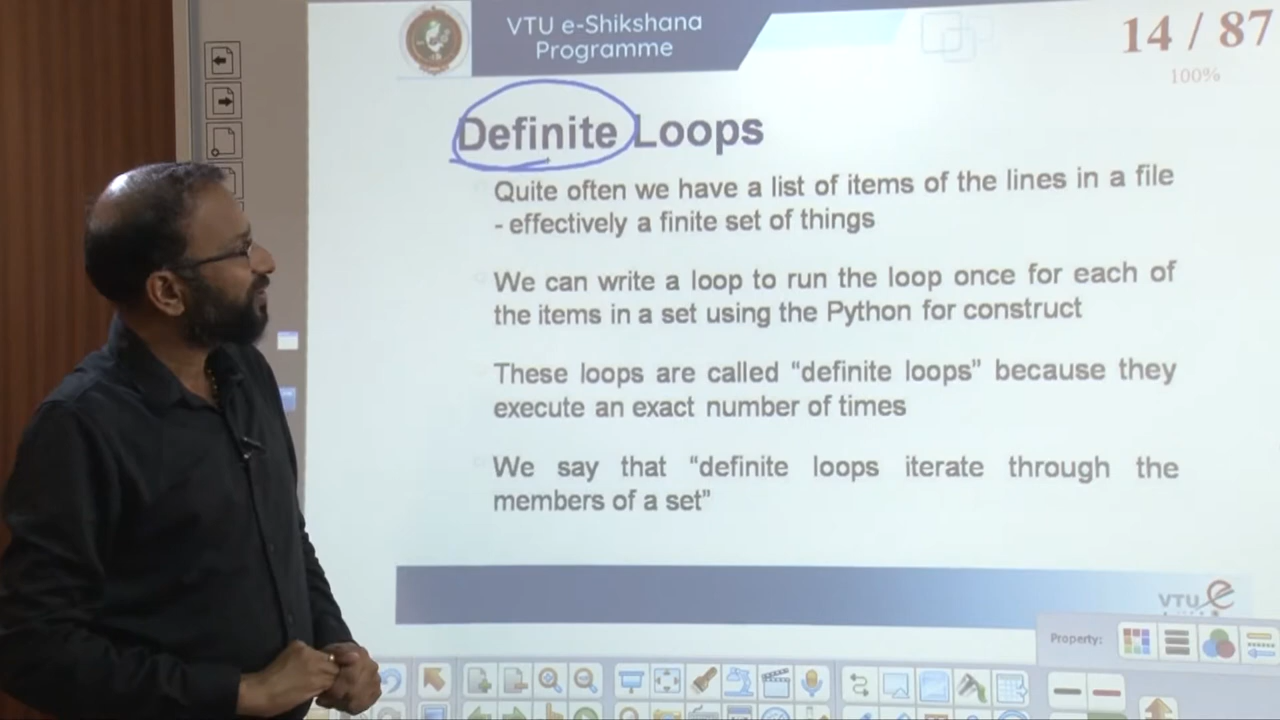 VTU e-Shikshana
Programme
14 / 87
100%
Definite Loops
Quite often we have a list of items of the lines in a file
- effectively a finite set of things
We can write a loop to run the loop once for each of
the items in a set using the Python for construct
These loops are called “definite loops” because they
execute an exact number of times
We say that “definite loops iterate through the
members of a set”
VTU e
Property: